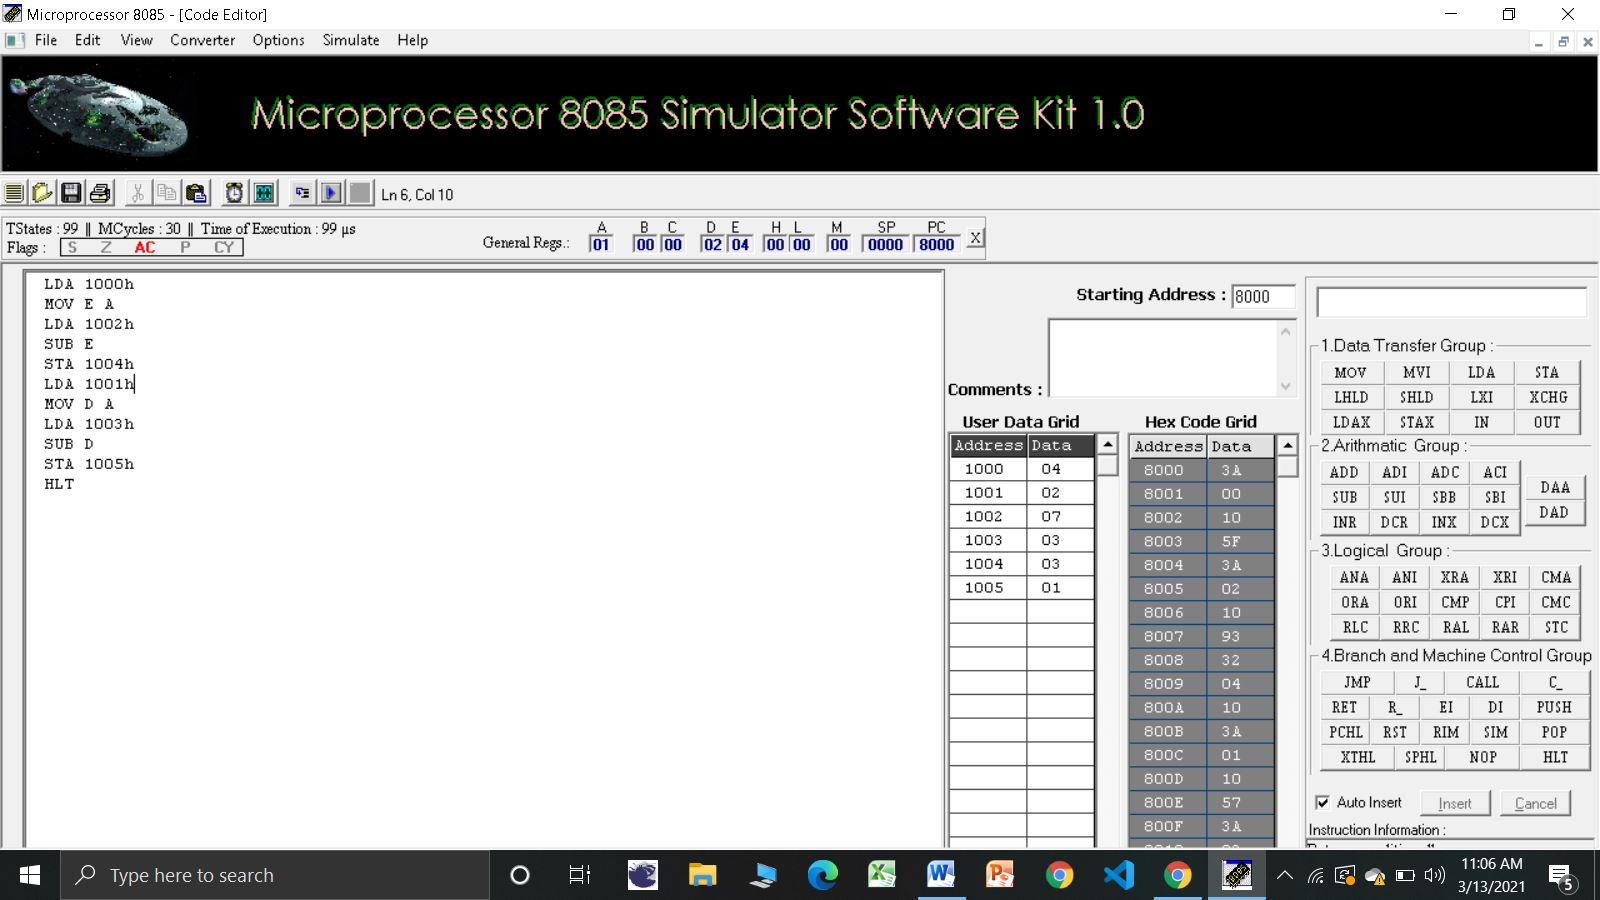 Microprocessor 8085 - [Code Editor]
File Edit View Converter Options Simulate Help
Microprocessor 8085 Simulator Software Kit 1.0
Ln 6, Col 10
TStates : 99 || MCycles : 30 || Time of Execution : 99 µs
Flags : S Z AC P CY
General Regs.:
A B C D E H L M SP PC
01 00 00 02 04 00 00 00 0000 8000 X
LDA 1000h
MOV E A
LDA 1002h
SUB E
STA 1004h
LDA 1001h
MOV D A
LDA 1003h
SUB D
STA 1005h
HLT
Starting Address : 8000
Comments :
User Data Grid
Address Data
1000 04
1001 02
1002 07
1003 03
1004 03
1005 01
Hex Code Grid
Address Data
8000 3A
8001 00
8002 10
8003 5F
8004 3A
8005 02
8006 10
8007 93
8008 32
8009 04
800A 10
800B 3A
800C 01
800D 10
800E 57
800F 3A
1.Data Transfer Group :
MOV MVI LDA STA
LHLD SHLD LXI XCHG
LDAX STAX IN OUT
2.Arithmatic Group :
ADD ADI ADC ACI
SUB SUI SBB SBI
INR DCR INX DCX
DAA
DAD
3.Logical Group :
ANA ANI XRA XRI CMA
ORA ORI CMP CPI CMC
RLC RRC RAL RAR STC
4.Branch and Machine Control Group
JMP J_ CALL C_
RET R_ EI DI PUSH
PCHL RST RIM SIM POP
XTHL SPHL NOP HLT
Auto Insert Insert Cancel
Instruction Information :
Type here to search
11:06 AM
3/13/2021
5